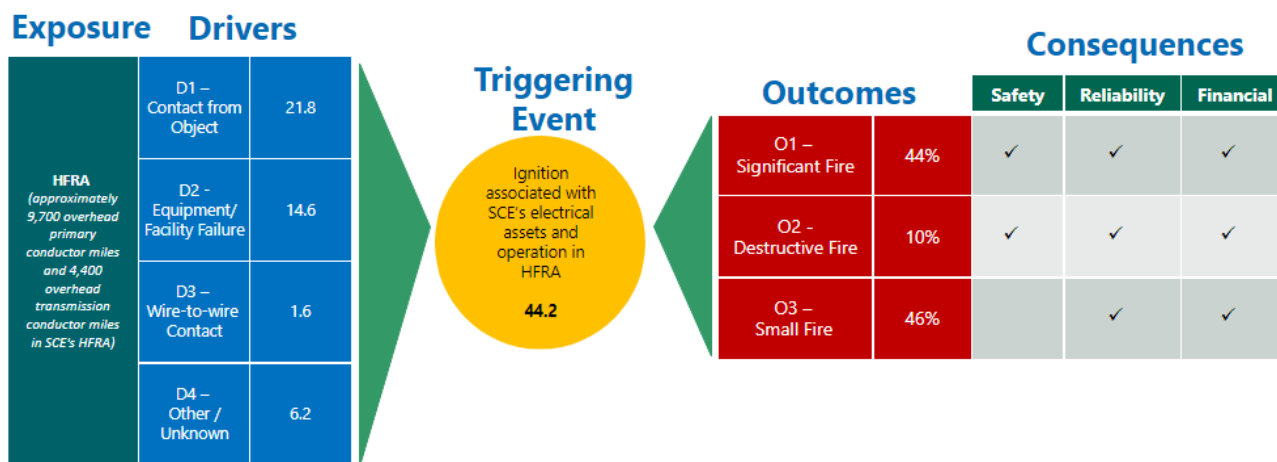 Exposure
Drivers
HFRA
(approximately
9,700 overhead
primary
conductor miles
and 4,400
overhead
transmission
conductor miles
in SCE's HFRA)
D1 –
Contact from
Object
21.8
D2 -
Equipment/
Facility Failure
14.6
D3 –
Wire-to-wire
Contact
1.6
D4 –
Other /
Unknown
6.2
Triggering
Event
Ignition
associated with
SCE's electrical
assets and
operation in
HFRA
44.2
Outcomes
O1 –
Significant Fire
44%
O2 -
Destructive Fire
10%
O3 –
Small Fire
46%
Consequences
Safety Reliability Financial
✓ ✓ ✓
✓ ✓ ✓
✓ ✓